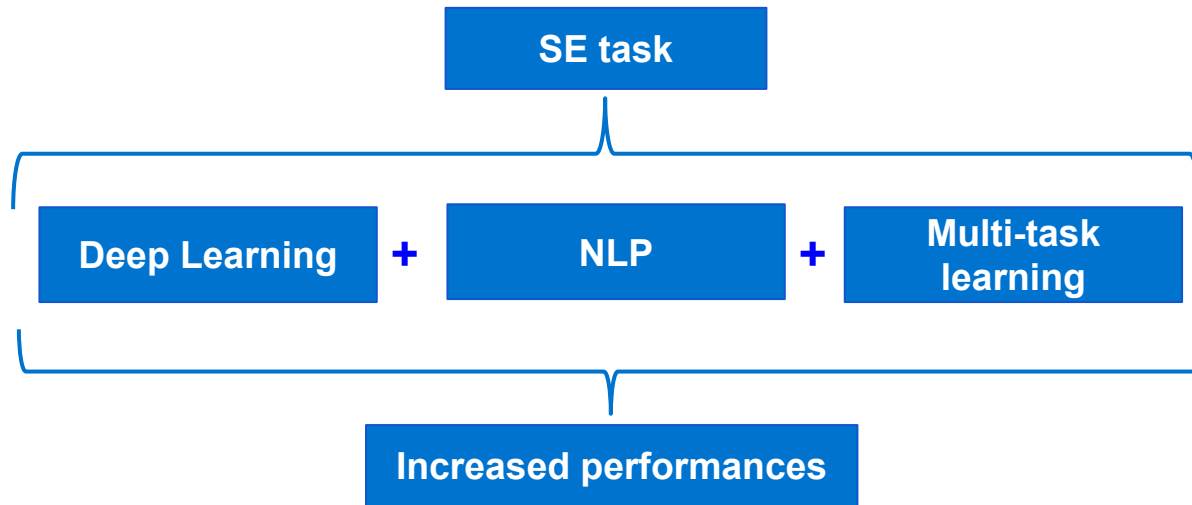 SE task
Deep Learning + NLP + Multi-task
learning
Increased performances